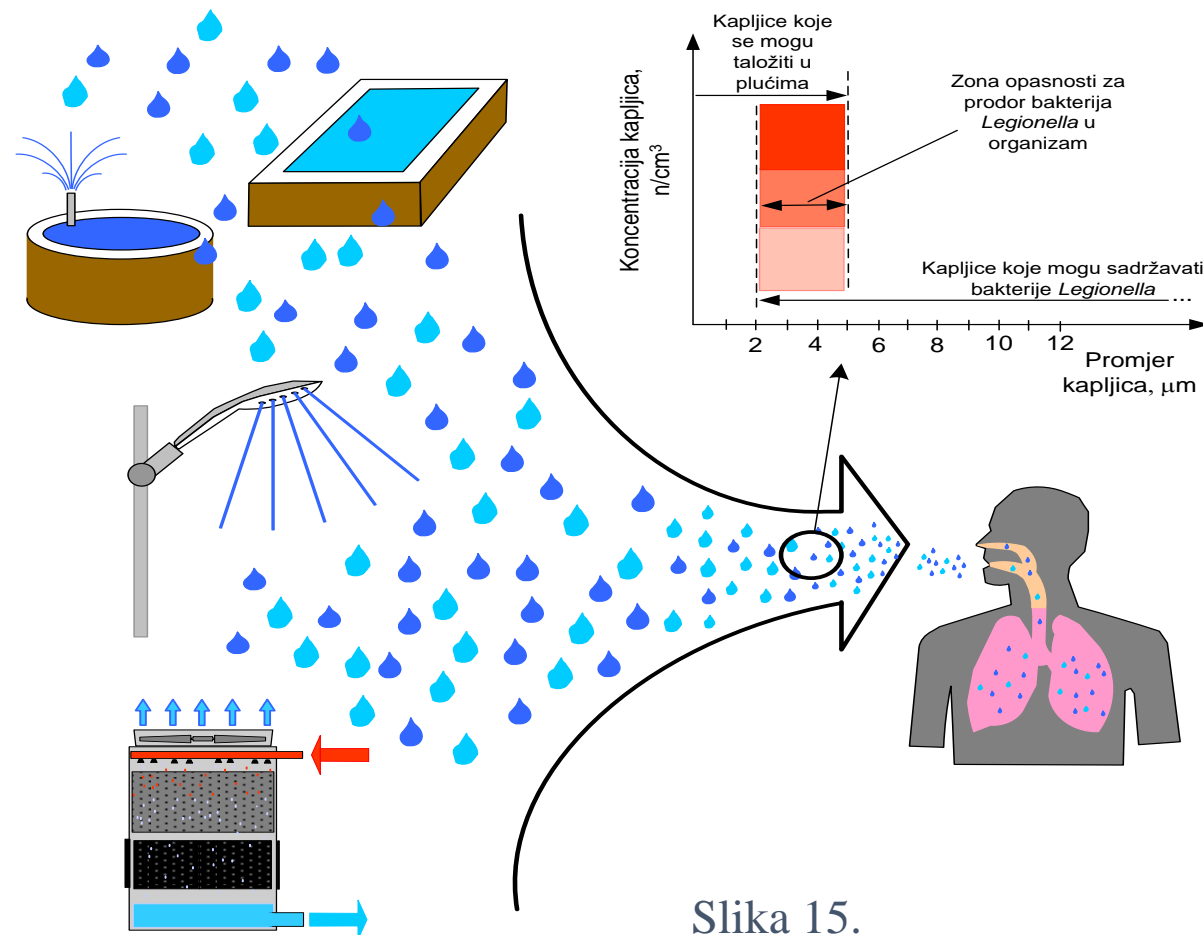 Kapljice koje
se mogu
taložiti u
plućima
Zona opasnosti za
prodor bakterija
Legionella u
organizam
Koncentracija kapljica,
n/cm³
Kapljice koje mogu sadržavati
bakterije Legionella ...
2 4 6 8 10 12
Promjer
kapljica, μm
Slika 15.